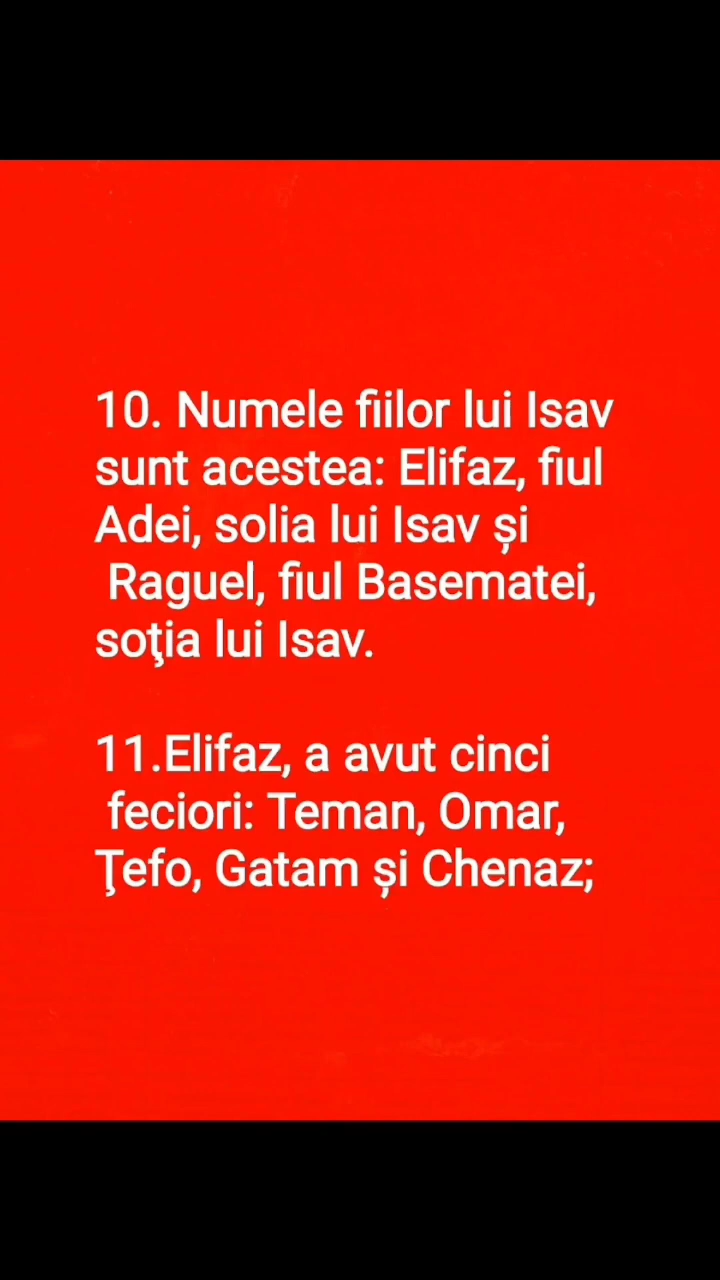 10. Numele fiilor lui Isav
sunt acestea: Elifaz, fiul
Adei, solia lui Isav și
Raguel, fiul Basematei,
soţia lui Isav.
11.Elifaz, a avut cinci
feciori: Teman, Omar,
Ţefo, Gatam și Chenaz;